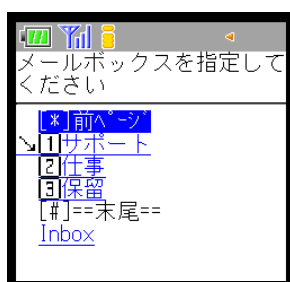 メールボックスを指定して
ください
[*]前ページ
1サポート
2仕事
3保留
[#]==末尾==
Inbox